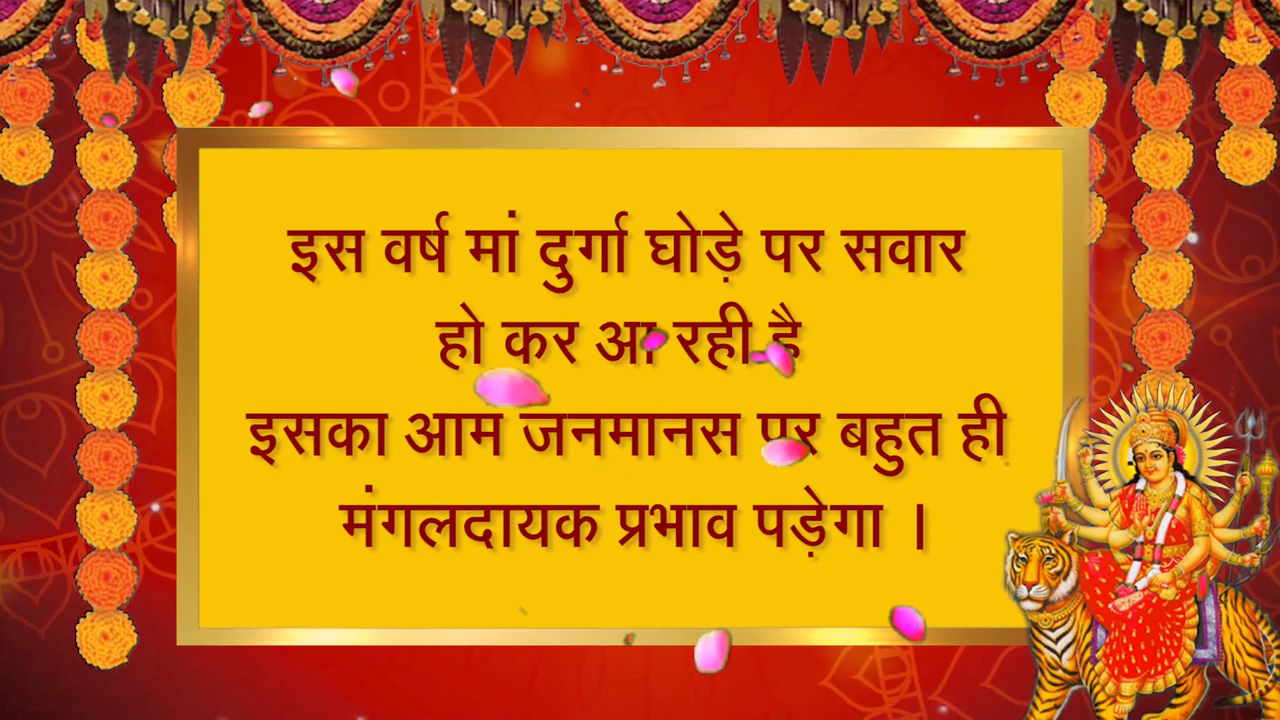 इस वर्ष मां दुर्गा घोड़े पर सवार
हो कर आ रही है
इसका आम जनमानस पर बहुत ही
मंगलदायक प्रभाव पड़ेगा ।